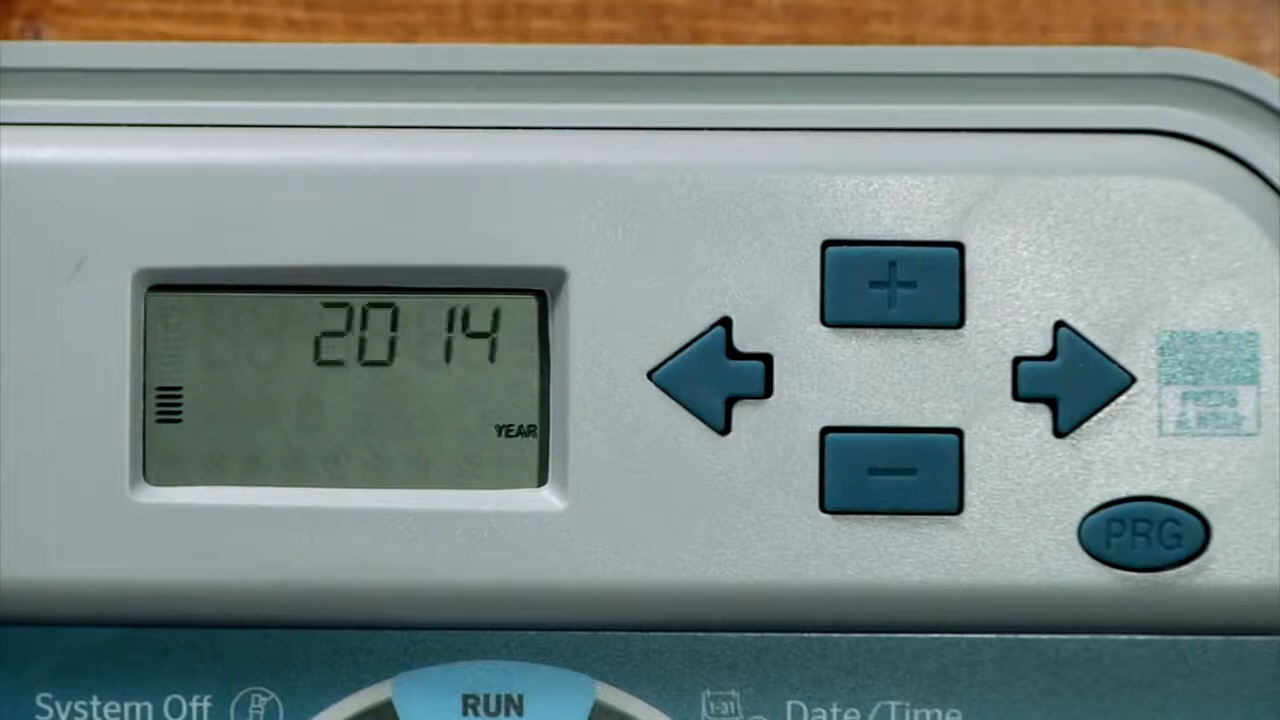 2014
YEAR
+
−
PRG
RUN
System Off
1-31
Date/Time